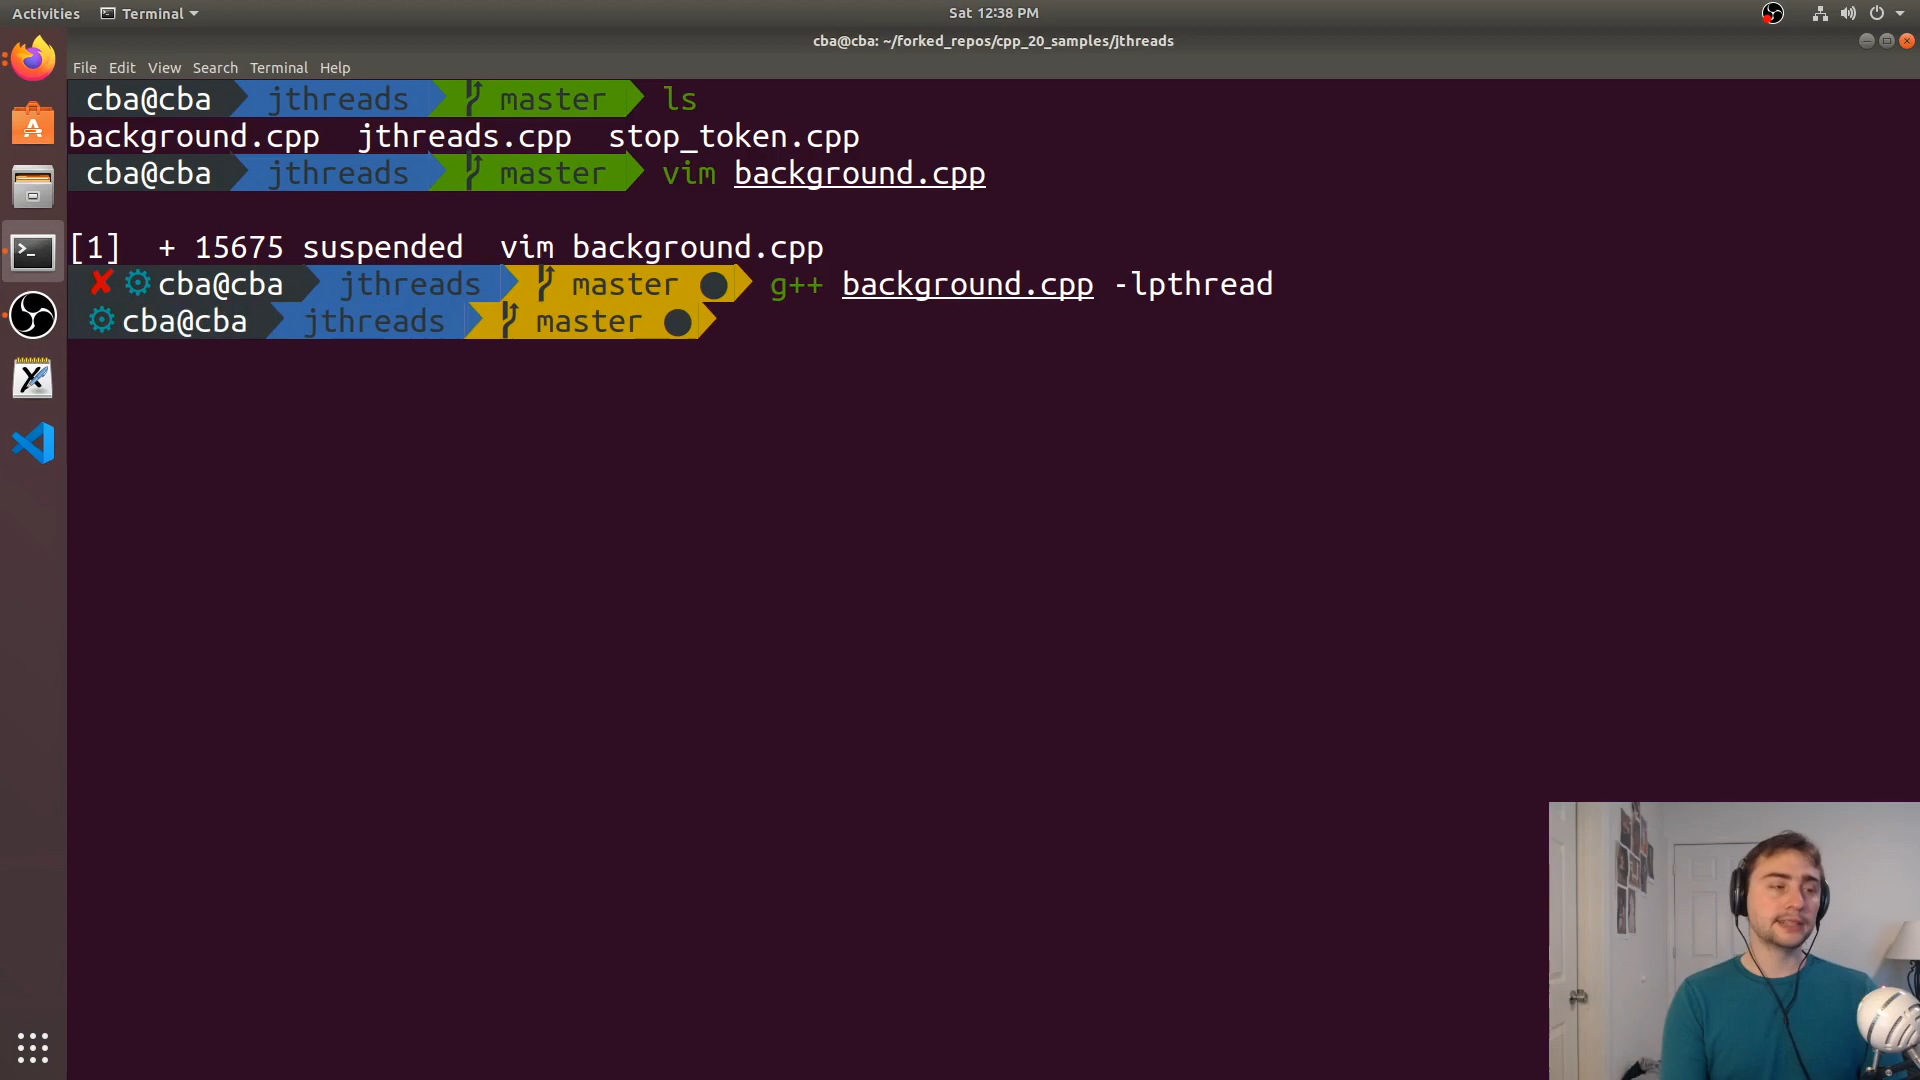 Activities Terminal Sat 12:38 PM
cba@cba: ~/forked_repos/cpp_20_samples/jthreads
File Edit View Search Terminal Help
cba@cba jthreads master ls
background.cpp jthreads.cpp stop_token.cpp
cba@cba jthreads master vim background.cpp
[1] + 15675 suspended vim background.cpp
✘ ⚙ cba@cba jthreads master ● g++ background.cpp -lpthread
⚙ cba@cba jthreads master ●